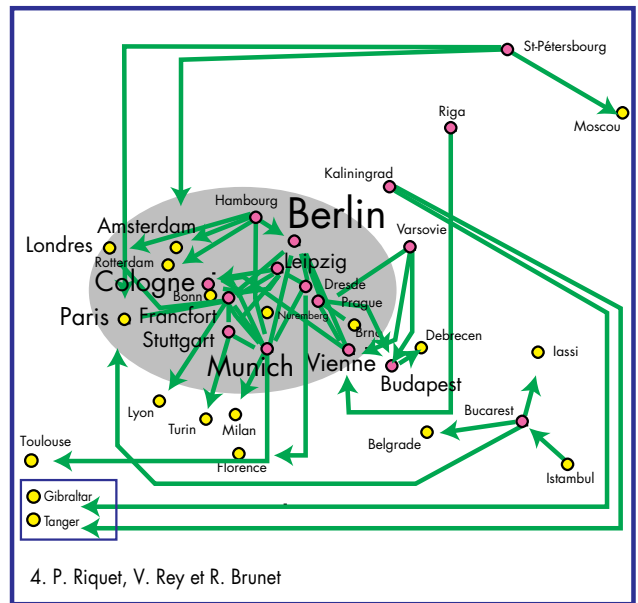 St-Pétersbourg
Moscou
Riga
Kaliningrad
Hambourg
Berlin
Amsterdam
Varsovie
Londres
Rotterdam
Leipzig
Cologne
Dresde
Bonn
Prague
Paris
Francfort
Nuremberg
Brno
Stuttgart
Debrecen
Munich
Vienne
Iassi
Budapest
Lyon
Bucarest
Turin
Milan
Toulouse
Belgrade
Florence
Istambul
Gibraltar
Tanger
4. P. Riquet, V. Rey et R. Brunet